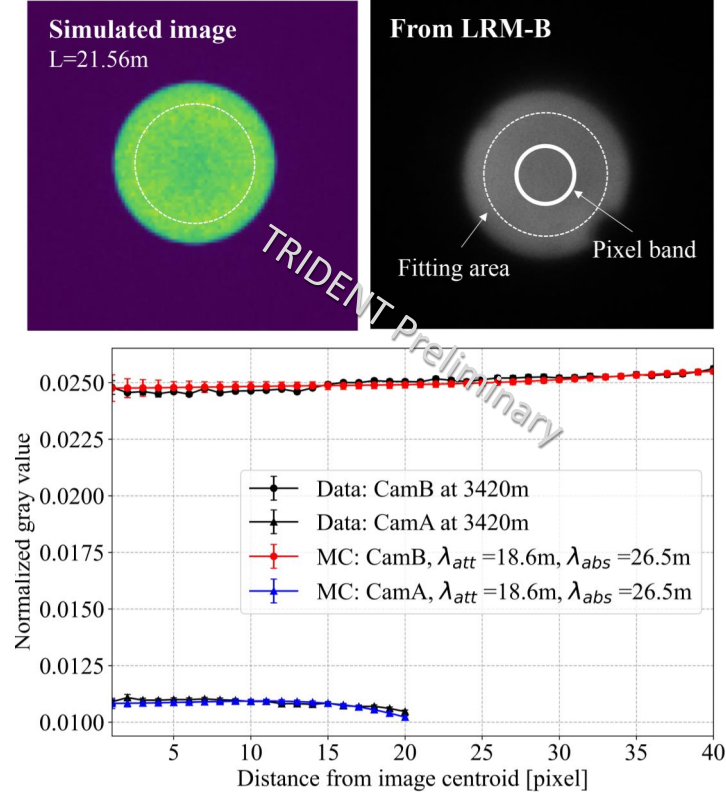 Simulated image
L=21.56m
From LRM-B
Fitting area
Pixel band
TRIDENT Preliminary
Normalized gray value
0.0250
0.0225
0.0200
0.0175
0.0150
0.0125
0.0100
Data: CamB at 3420m
Data: CamA at 3420m
MC: CamB, λatt =18.6m, λabs =26.5m
MC: CamA, λatt =18.6m, λabs =26.5m
5 10 15 20 25 30 35 40
Distance from image centroid [pixel]